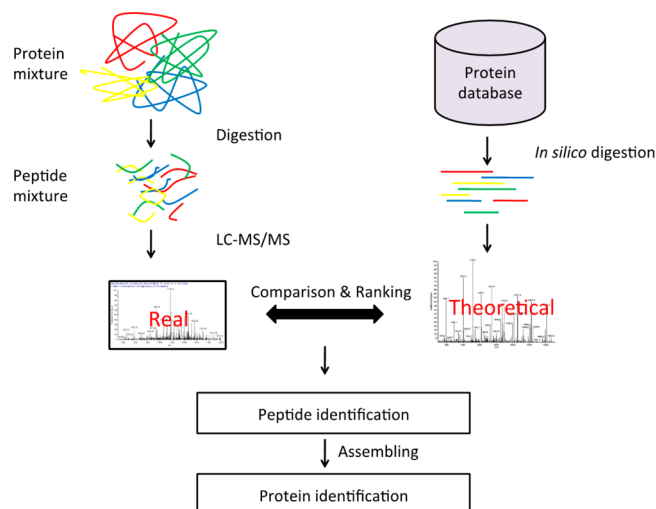 Protein
mixture
Protein
database
Digestion
In silico digestion
Peptide
mixture
LC-MS/MS
Comparison & Ranking
Real
Theoretical
Peptide identification
Assembling
Protein identification